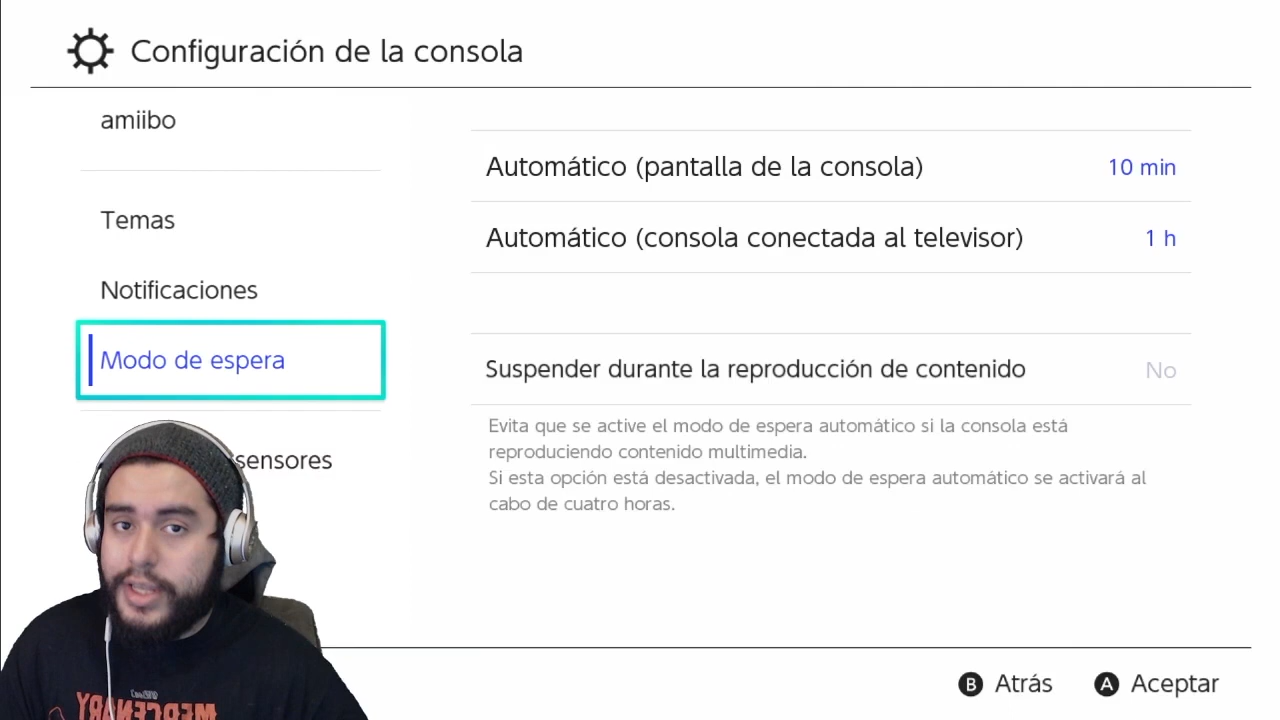 Configuración de la consola
amiibo
Temas
Notificaciones
Modo de espera
sensores
Automático (pantalla de la consola) 10 min
Automático (consola conectada al televisor) 1 h
Suspender durante la reproducción de contenido No
Evita que se active el modo de espera automático si la consola está
reproduciendo contenido multimedia.
Si esta opción está desactivada, el modo de espera automático se activará al
cabo de cuatro horas.
MERCENARY
B Atrás A Aceptar